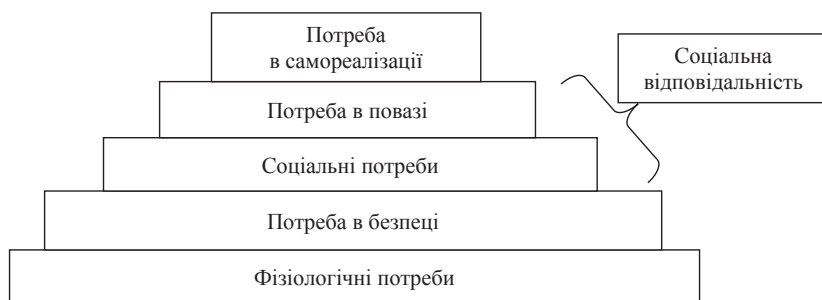 Потреба
в самореалізації
Соціальна
відповідальність
Потреба в повазі
Соціальні потреби
Потреба в безпеці
Фізіологічні потреби